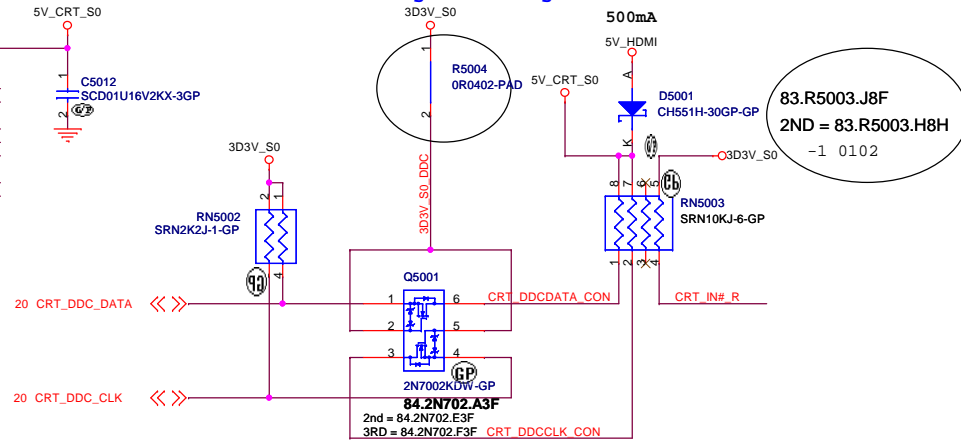 5V_CRT_S0
1
2
C5012
SCD01U16V2KX-3GP
3D3V_S0
1
2
R5004
0R0402-PAD
3D3V_S0_DDC
500mA
5V_HDMI
5V_CRT_S0
A
K
D5001
CH551H-30GP-GP
83.R5003.J8F
2ND = 83.R5003.H8H
-1 0102
3D3V_S0
8
7
6
5
RN5003
SRN10KJ-6-GP
1
2
3
4
3D3V_S0
2
1
RN5002
SRN2K2J-1-GP
4
20 CRT_DDC_DATA
20 CRT_DDC_CLK
Q5001
1
2
3
6
5
4
GP
2N7002KDW-GP
84.2N702.A3F
2nd = 84.2N702.E3F
3RD = 84.2N702.F3F
CRT_DDCDATA_CON
CRT_IN#_R
CRT_DDCCLK_CON